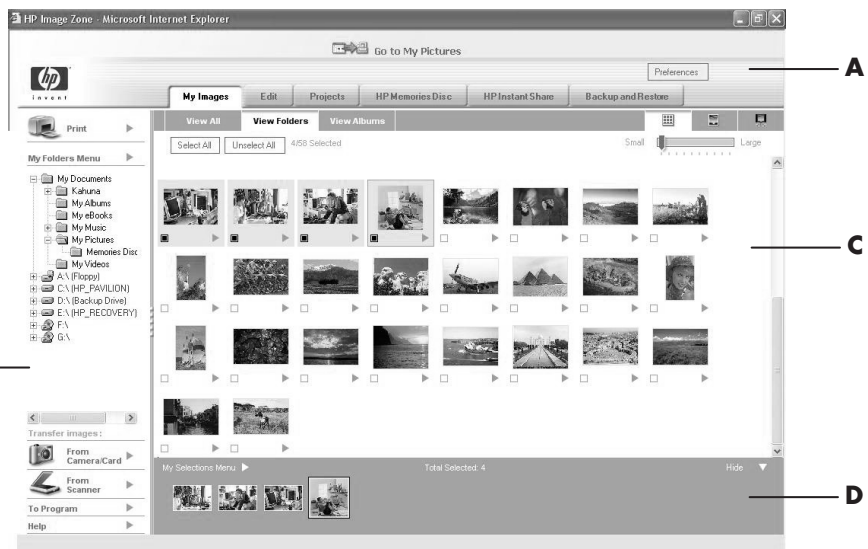 HP Image Zone - Microsoft Internet Explorer
Go to My Pictures
Preferences
A
hp
invent
My Images Edit Projects HP Memories Disc HP Instant Share Backup and Restore
Print
View All View Folders View Albums
Select All Unselect All 4/58 Selected Small Large
My Folders Menu
My Documents
Kahuna
My Albums
My eBooks
My Music
My Pictures
Memories Disc
My Videos
A:\ (Floppy)
C:\ (HP_PAVILION)
D:\ (Backup Drive)
E:\ (HP_RECOVERY)
F:\
G:\
C
Transfer images :
From
Camera/Card
From
Scanner
To Program
Help
My Selections Menu Total Selected: 4 Hide
D